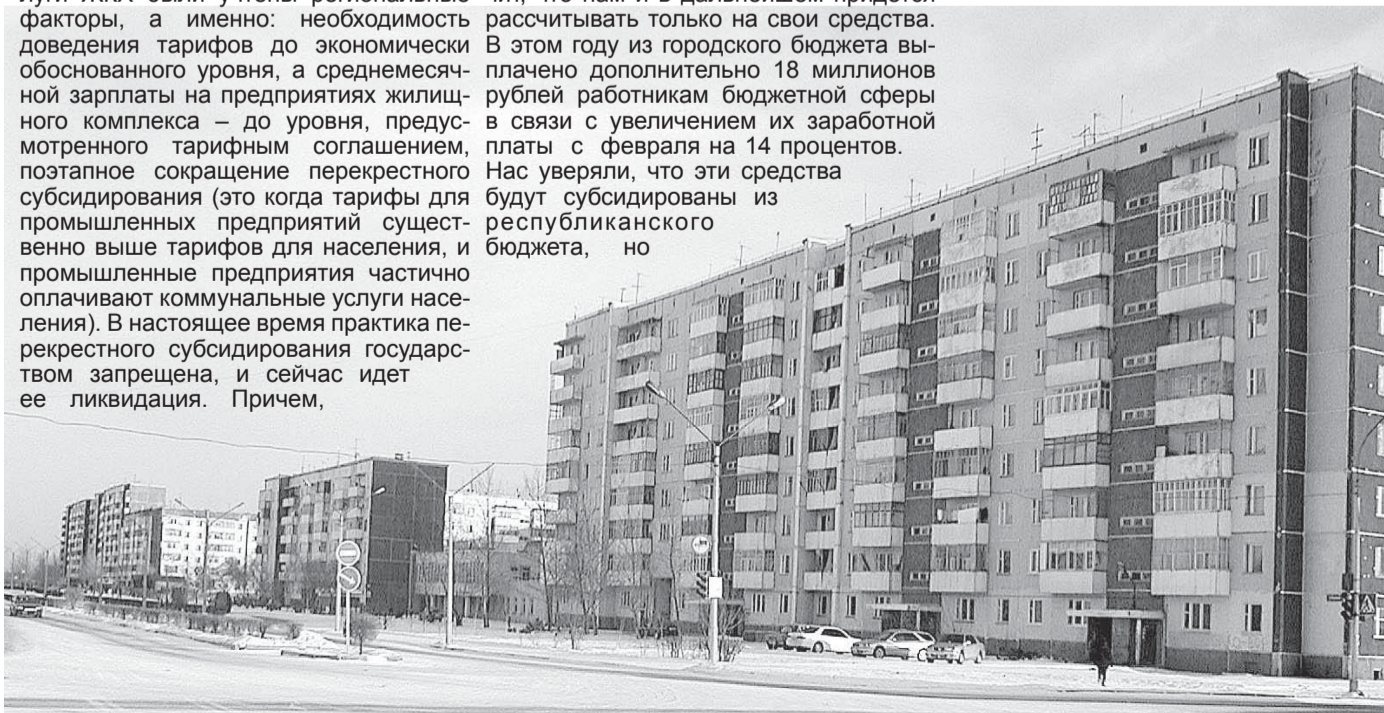 факторы, а именно: необходимость
доведения тарифов до экономически
обоснованного уровня, а среднемесяч-
ной зарплаты на предприятиях жилищ-
ного комплекса – до уровня, предус-
мотренного тарифным соглашением,
поэтапное сокращение перекрестного
субсидирования (это когда тарифы для
промышленных предприятий сущест-
венно выше тарифов для населения, и
промышленные предприятия частично
оплачивают коммунальные услуги насе-
ления). В настоящее время практика пе-
рекрестного субсидирования государс-
твом запрещена, и сейчас идет
ее ликвидация. Причем,
рассчитывать только на свои средства.
В этом году из городского бюджета вы-
плачено дополнительно 18 миллионов
рублей работникам бюджетной сферы
в связи с увеличением их заработной
платы с февраля на 14 процентов.
Нас уверяли, что эти средства
будут субсидированы из
республиканского
бюджета, но